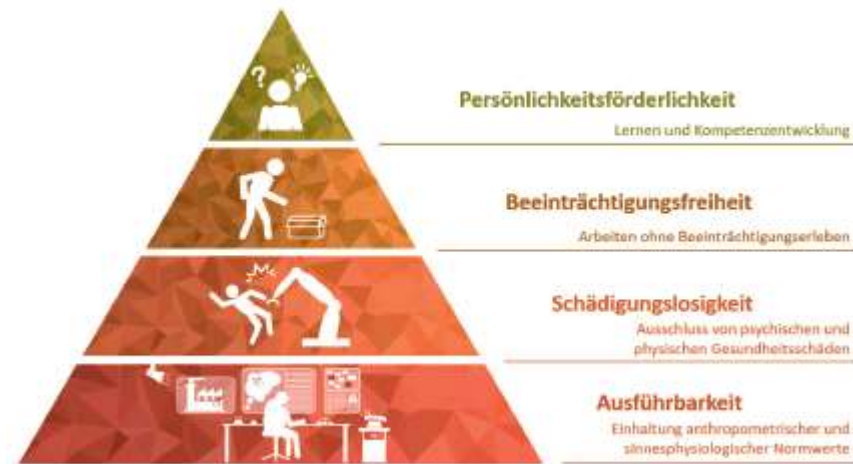 ?
Persönlichkeitsförderlichkeit
Lernen und Kompetenzentwicklung
Beeinträchtigungsfreiheit
Arbeiten ohne Beeinträchtigungserleben
Schädigungslosigkeit
Ausschluss von psychischen und
physischen Gesundheitsschäden
Ausführbarkeit
Einhaltung anthropometrischer und
sinnesphysiologischer Normwerte